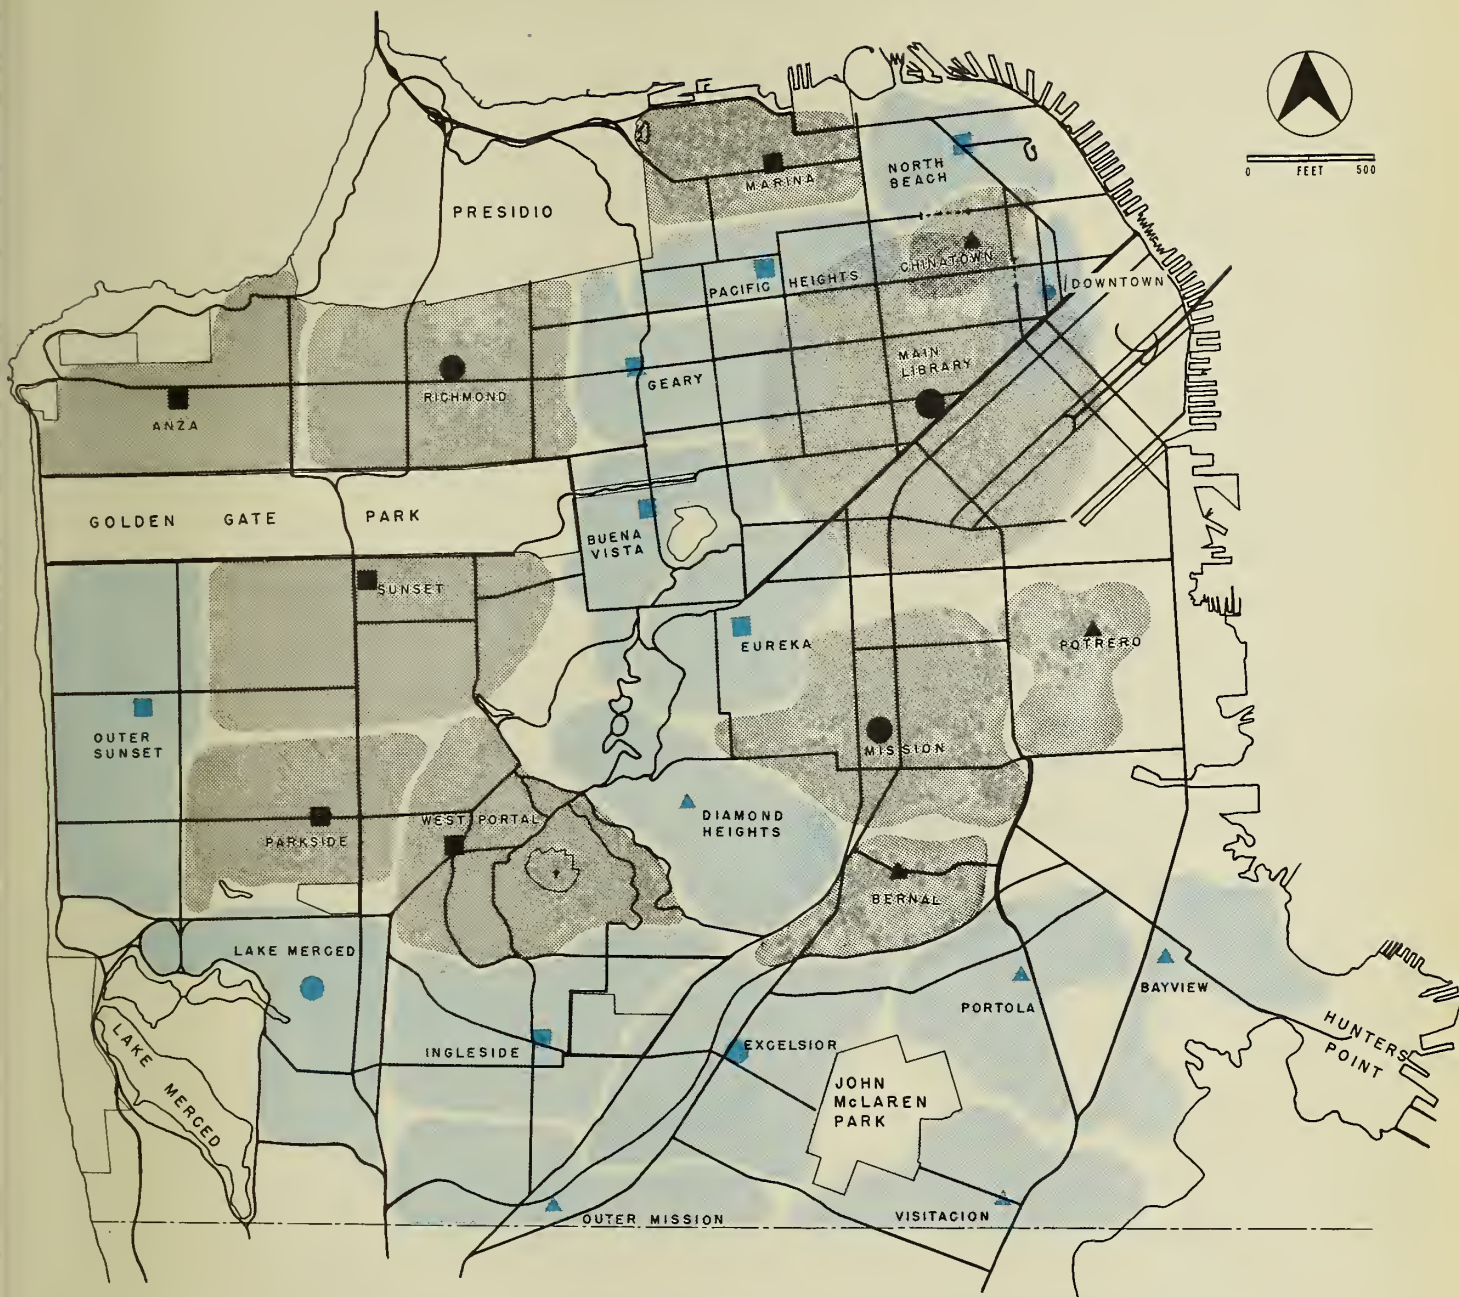 0 FEET 500
PRESIDIO
MARINA
NORTH
BEACH
CHINATOWN
PACIFIC HEIGHTS
DOWNTOWN
MAIN
LIBRARY
GEARY
RICHMOND
ANZA
GOLDEN GATE PARK
BUENA
VISTA
SUNSET
EUREKA
POTRERO
OUTER
SUNSET
MISSION
DIAMOND
HEIGHTS
WEST PORTAL
PARKSIDE
BERNAL
LAKE MERCED
BAYVIEW
PORTOLA
HUNTERS
POINT
LAKE MERCED
INGLESIDE
EXCELSIOR
JOHN
McLAREN
PARK
OUTER MISSION
VISITACION